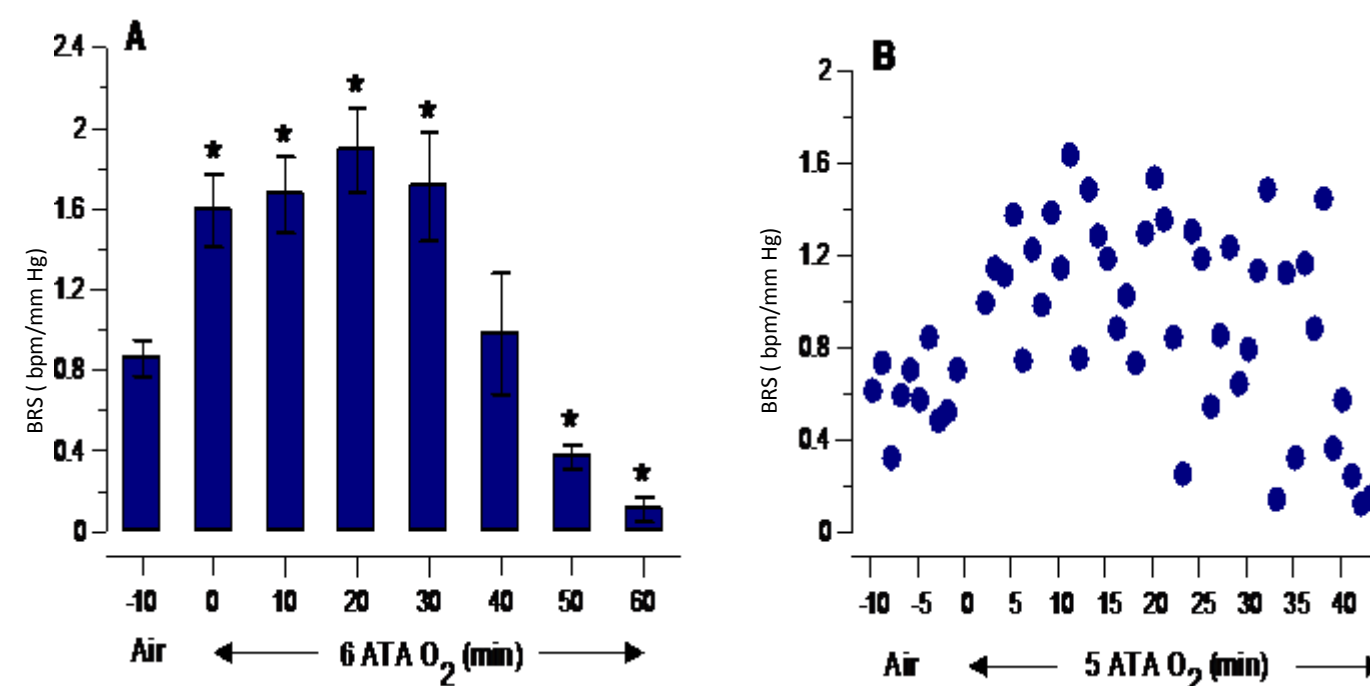 A
2.4
2
1.6
1.2
0.8
0.4
0
BRS ( bpm/mm Hg)
* * * * * *
-10 0 10 20 30 40 50 60
Air 6 ATA O2 (min)
B
2
1.6
1.2
0.8
0.4
0
BRS ( bpm/mm Hg)
-10 -5 0 5 10 15 20 25 30 35 40
Air 5 ATA O2 (min)